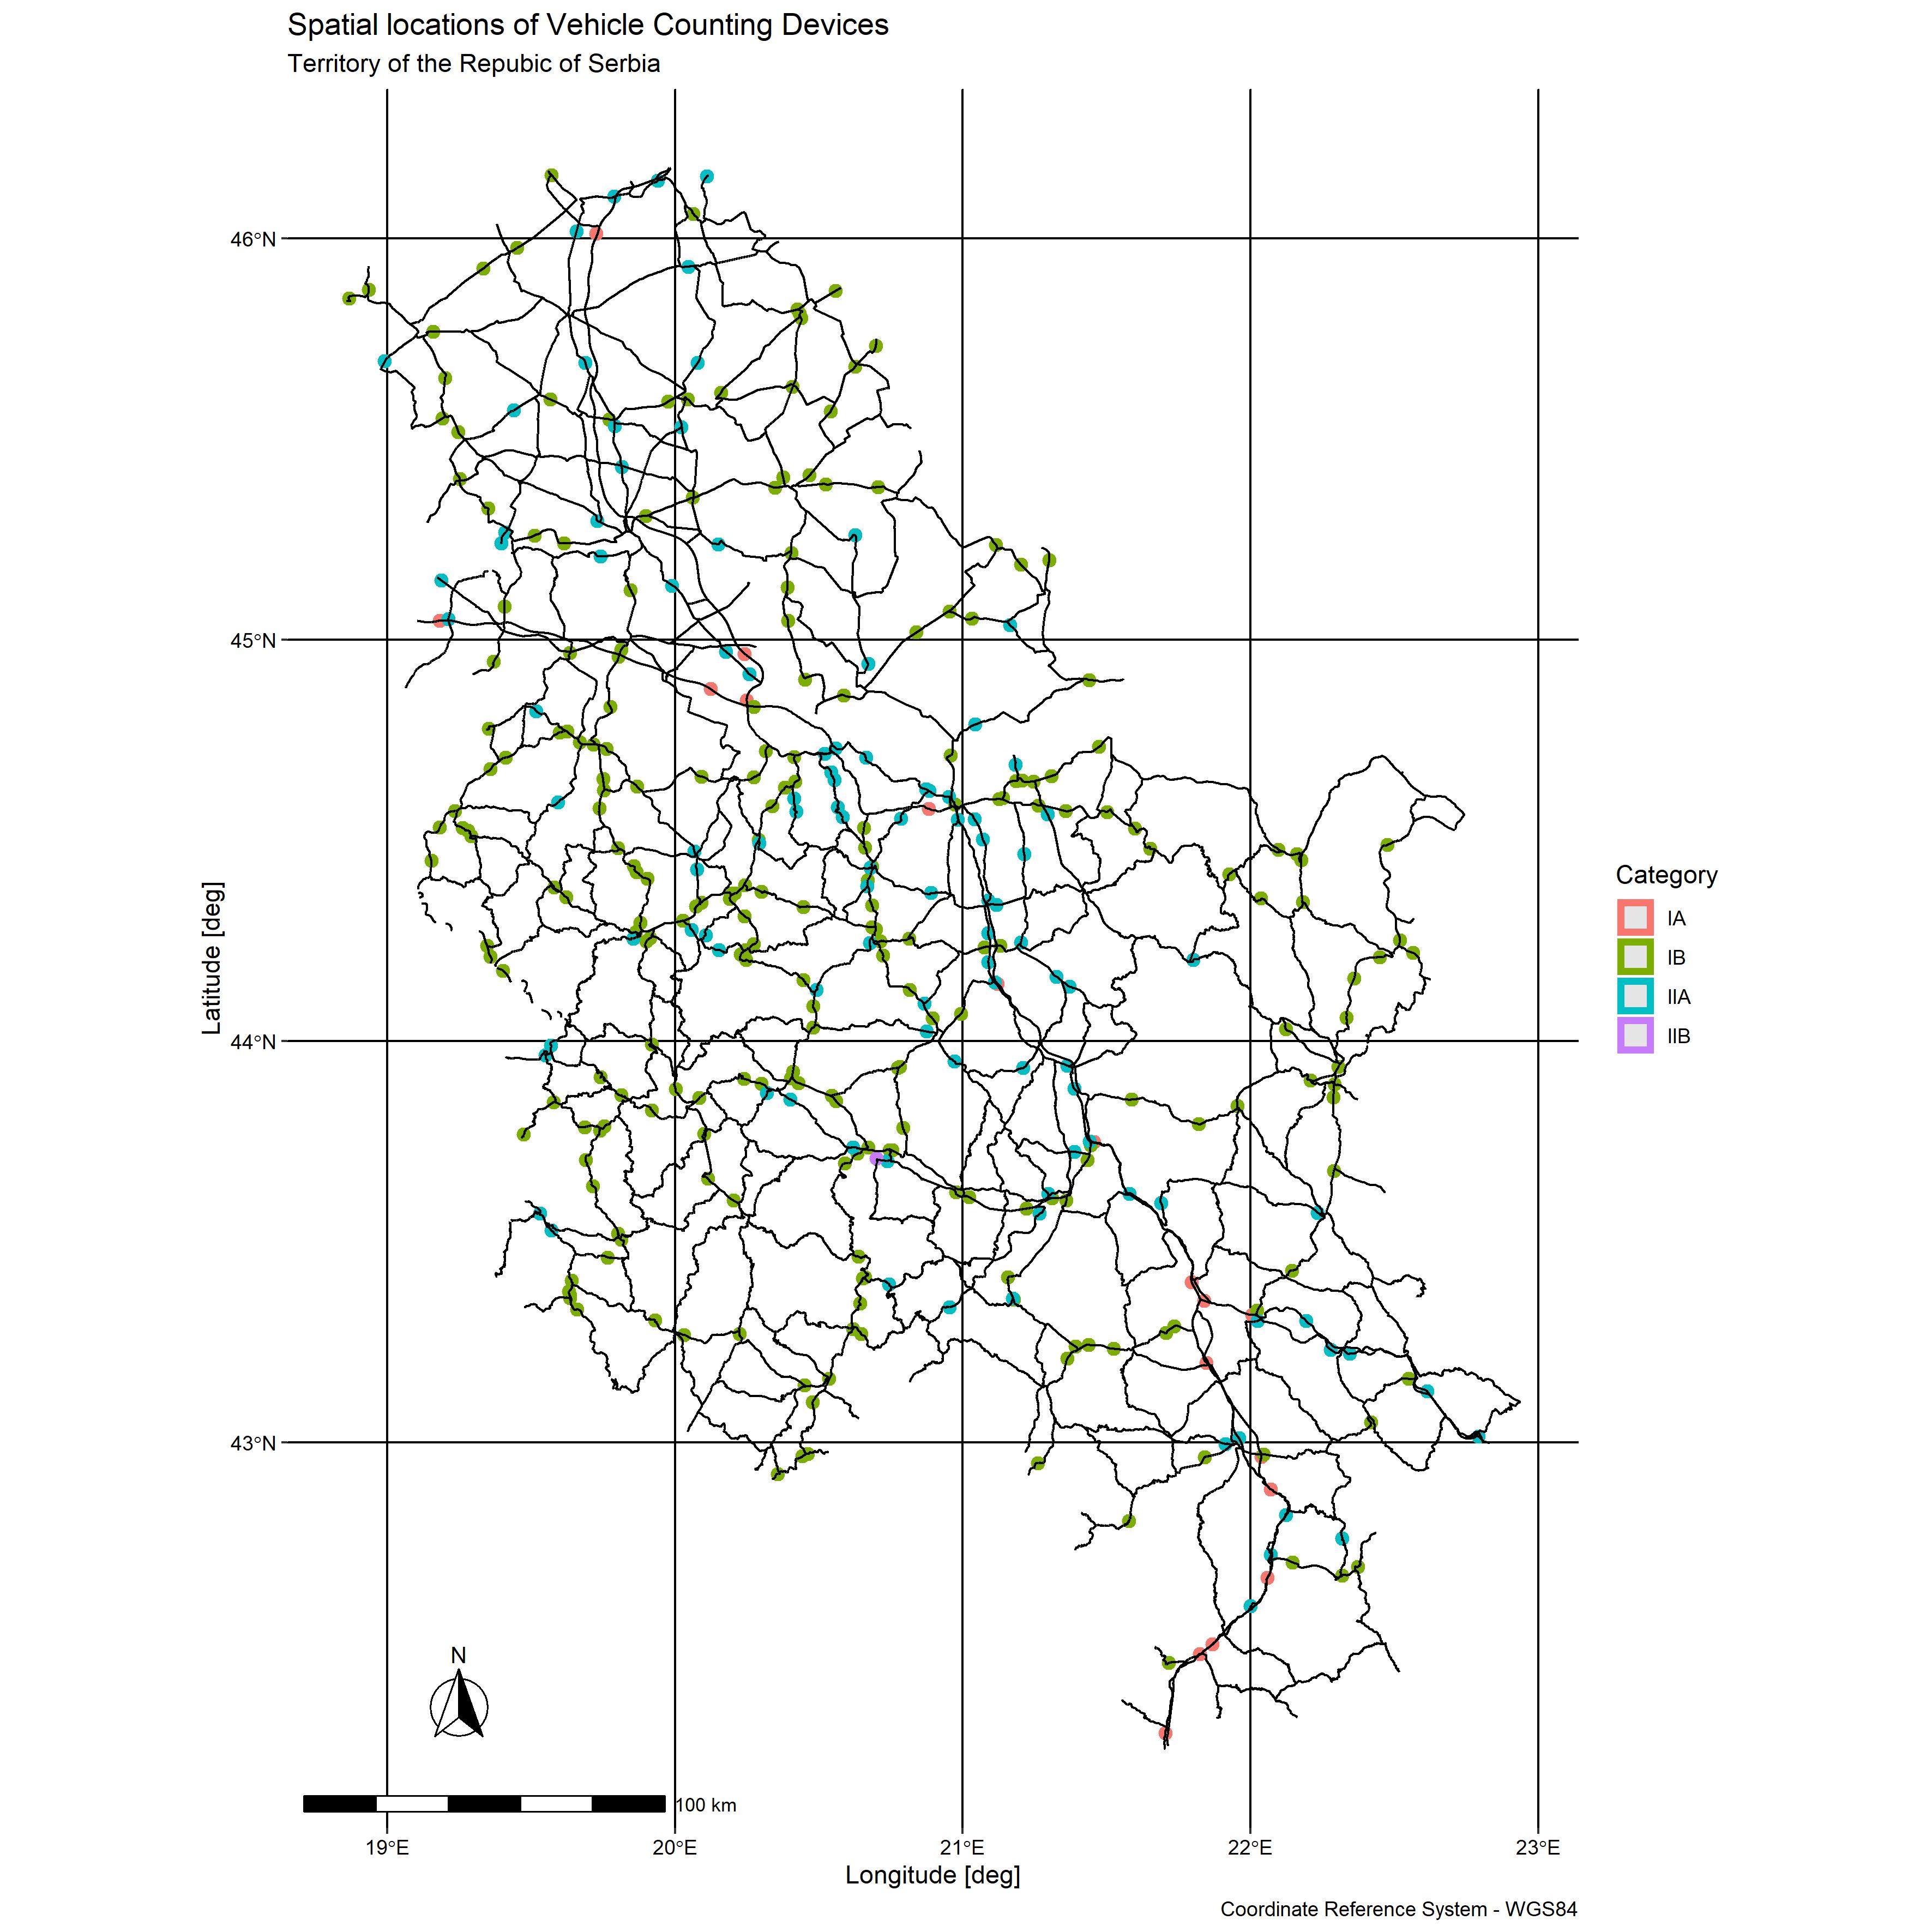 Spatial locations of Vehicle Counting Devices
Territory of the Repubic of Serbia
46°N
45°N
44°N
43°N
Latitude [deg]
Category
IA
IB
IIA
IIB
N
100 km
19°E
20°E
21°E
22°E
23°E
Longitude [deg]
Coordinate Reference System - WGS84